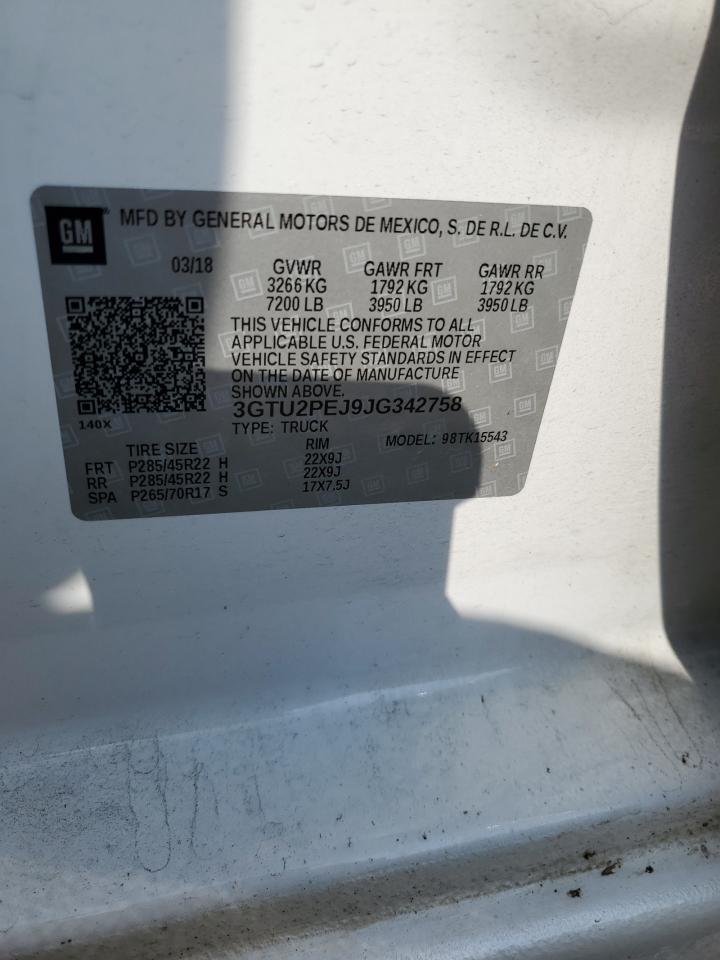 GM® MFD BY GENERAL MOTORS DE MEXICO, S. DE R.L. DE C.V.
03/18 GVWR GAWR FRT GAWR RR
3266 KG 1792 KG 1792 KG
7200 LB 3950 LB 3950 LB
THIS VEHICLE CONFORMS TO ALL
APPLICABLE U.S. FEDERAL MOTOR
VEHICLE SAFETY STANDARDS IN EFFECT
ON THE DATE OF MANUFACTURE
SHOWN ABOVE.
3GTU2PEJ9JG342758
140X TYPE: TRUCK MODEL: 98TK15543
TIRE SIZE RIM
FRT P285/45R22 H 22X9J
RR P285/45R22 H 22X9J
SPA P265/70R17 S 17X7.5J